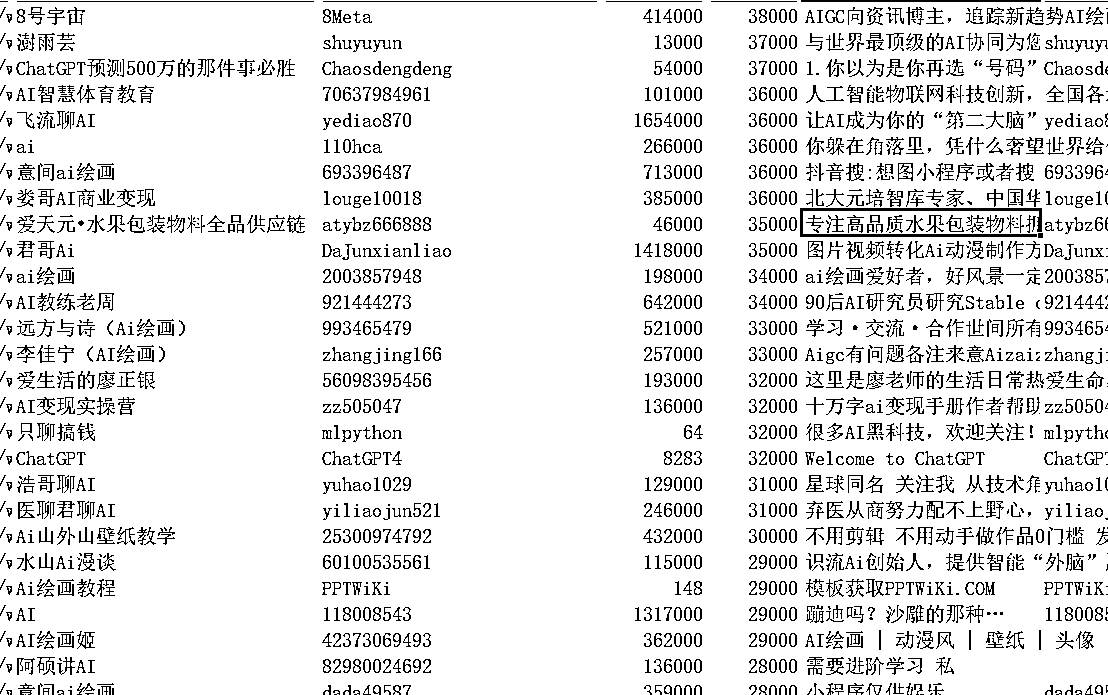 8号宇宙 8Meta 414000 38000 AIGC向资讯博主, 追踪新趋势AI绘
澍雨芸 shuyuyun 13000 37000 与世界最顶级的AI协同为您 shuyuyu
ChatGPT预测500万的那件事必胜 Chaosdengdeng 54000 37000 1.你以为是你再选“号码” Chaosde
AI智慧体育教育 70637984961 101000 36000 人工智能物联网科技创新, 全国各
飞流聊AI yediao870 1654000 36000 让AI成为你的“第二大脑” yediao8
ai 110hca 266000 36000 你躲在角落里, 凭什么奢望世界给
意间ai绘画 693396487 713000 36000 抖音搜:想图小程序或者搜 6933964
娄哥AI商业变现 louge10018 385000 36000 北大元培智库专家、中国华 louge10
爱天元•水果包装物料全品供应链 atybz666888 46000 35000 专注高品质水果包装物料 atybz66
君哥Ai DaJunxianliao 1418000 35000 图片视频转化Ai动漫制作方 DaJunxi
ai绘画 2003857948 198000 34000 ai绘画爱好者, 好风景一定 2003857
AI教练老周 921444273 642000 34000 90后AI研究员研究Stable 9214442
远方与诗（Ai绘画） 993465479 521000 33000 学习·交流·合作世间所有 9934654
李佳宁（AI绘画） zhangjing166 257000 33000 Aigc有问题备注来意Aizai zhangji
爱生活的廖正银 56098395456 193000 32000 这里是廖老师的生活日常热爱生命
AI变现实操营 zz505047 136000 32000 十万字ai变现手册作者帮助 zz50504
只聊搞钱 mlpython 64 32000 很多AI黑科技, 欢迎关注! mlpytho
ChatGPT ChatGPT4 8283 32000 Welcome to ChatGPT ChatGPT
浩哥聊AI yuhao1029 129000 31000 星球同名 关注我 从技术角 yuhao10
医聊君聊AI yiliaojun521 246000 31000 弃医从商努力配不上野心, yiliaoj
Ai山外山壁纸教学 25300974792 432000 30000 不用剪辑 不用动手做作品0门槛 发
水山Ai漫谈 60100535561 115000 29000 识流Ai创始人, 提供智能“外脑”
Ai绘画教程 PPTWiKi 148 29000 模板获取PPTWiKi.COM PPTWiKi
AI 118008543 1317000 29000 蹦迪吗? 沙雕的那种… 1180085
AI绘画姬 42373069493 362000 29000 AI绘画 | 动漫风 | 壁纸 | 头像
阿硕讲AI 82980024692 136000 28000 需要进阶学习 私
意间ai绘画 dada49587 359000 28000 小程序仅供娱乐 dada495